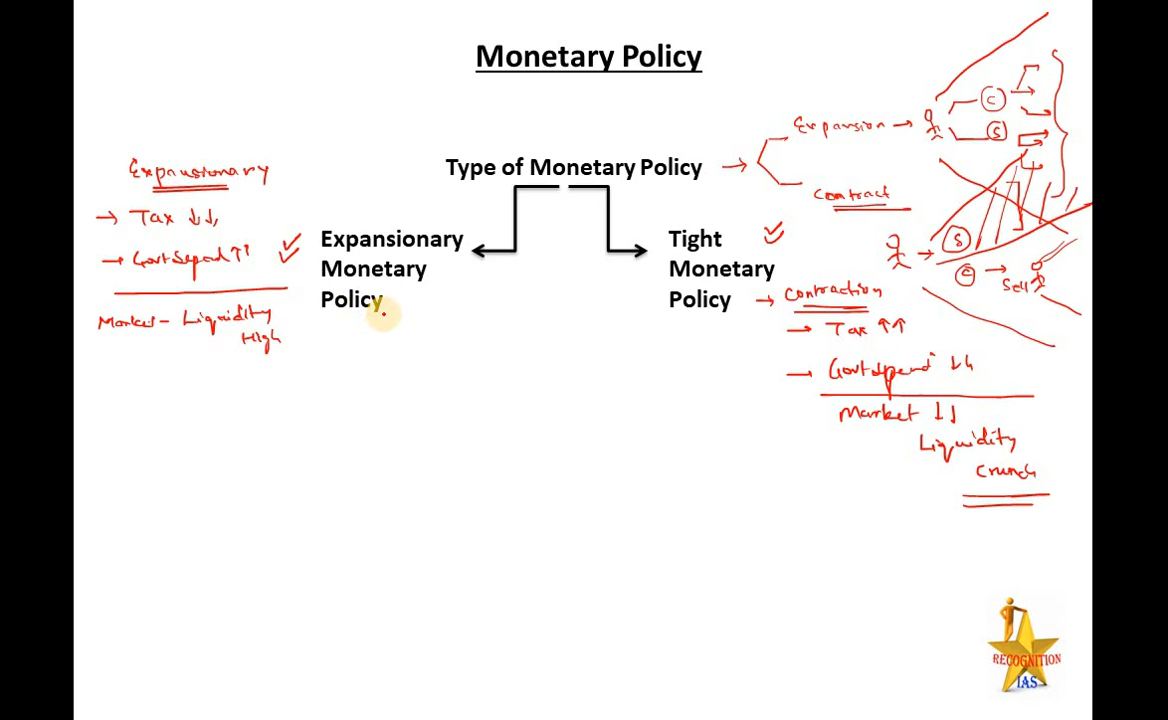 Monetary Policy
Type of Monetary Policy →
Expansion →
Contract
C
S
S
C → Sell
Expansionary
→ Tax ↓↓,
→ Govt Sepend ↑↑
Market - Liquidity
High
Expansionary
Monetary
Policy
Tight
Monetary
Policy
→ Contraction
→ Tax ↑↑
→ Govt Spend ↓↓
Market ↓↓
Liquidity
Crunch
RECOGNITION
IAS